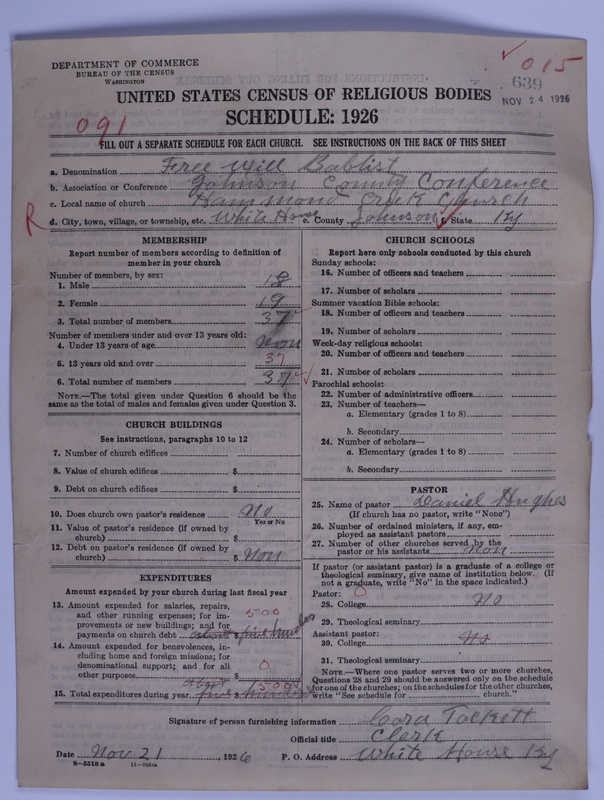 DEPARTMENT OF COMMERCE
BUREAU OF THE CENSUS
WASHINGTON
015
639
NOV 24 1926
UNITED STATES CENSUS OF RELIGIOUS BODIES
SCHEDULE: 1926
091
FILL OUT A SEPARATE SCHEDULE FOR EACH CHURCH. SEE INSTRUCTIONS ON THE BACK OF THIS SHEET
a. Denomination Free Will Babtist
b. Association or Conference Johnson County Conference
c. Local name of church Hammond Creek Church
R d. City, town, village, or township, etc. White House e. County Johnson f. State Ky
MEMBERSHIP
Report number of members according to definition of
member in your church
Number of members, by sex:
1. Male 18
2. Female 19
3. Total number of members 37
Number of members under and over 13 years old:
4. Under 13 years of age Non
5. 13 years old and over 37
6. Total number of members 37
NOTE.—The total given under Question 6 should be the
same as the total of males and females given under Question 3.
CHURCH BUILDINGS
See instructions, paragraphs 10 to 12
7. Number of church edifices
8. Value of church edifices $
9. Debt on church edifices $
10. Does church own pastor's residence No
Yes or No
11. Value of pastor's residence (if owned by
church) $
12. Debt on pastor's residence (if owned by
church) $ Non
EXPENDITURES
Amount expended by your church during last fiscal year
13. Amount expended for salaries, repairs,
and other running expenses; for im-
provements or new buildings; and for
payments on church debt 500
about $ five hundor
14. Amount expended for benevolences, in-
cluding home and foreign missions; for
denominational support; and for all
other purposes $ 0
15. Total expenditures during year $ 500
CHURCH SCHOOLS
Report here only schools conducted by this church
Sunday schools:
16. Number of officers and teachers
17. Number of scholars
Summer vacation Bible schools:
18. Number of officers and teachers
19. Number of scholars
Week-day religious schools:
20. Number of officers and teachers
21. Number of scholars
Parochial schools:
22. Number of administrative officers
23. Number of teachers—
a. Elementary (grades 1 to 8)
b. Secondary
24. Number of scholars—
a. Elementary (grades 1 to 8)
b. Secondary
PASTOR
25. Name of pastor Daniel Hughes
(If church has no pastor, write "None")
26. Number of ordained ministers, if any, em-
ployed as assistant pastors
27. Number of other churches served by the
pastor or his assistants Non
If pastor (or assistant pastor) is a graduate of a college or
theological seminary, give name of institution below. (If
not a graduate, write "No" in the space indicated.)
Pastor: 0
28. College No
29. Theological seminary
Assistant pastor:
30. College No
31. Theological seminary
NOTE.—Where one pastor serves two or more churches,
Questions 28 and 29 should be answered only on the schedule
for one of the churches; on the schedules for the other churches,
write "See schedule for church."
Signature of person furnishing information Cora Tackett
Official title Clerk
Date Nov 21, 1926 P. O. Address White House Ky
8-5518 a 11-9564a